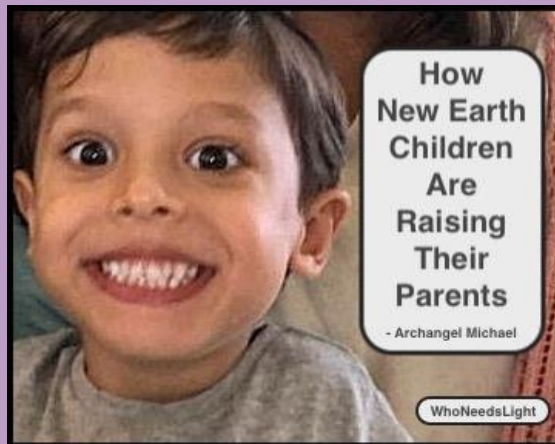 How
New Earth
Children
Are
Raising
Their
Parents
- Archangel Michael
WhoNeedsLight